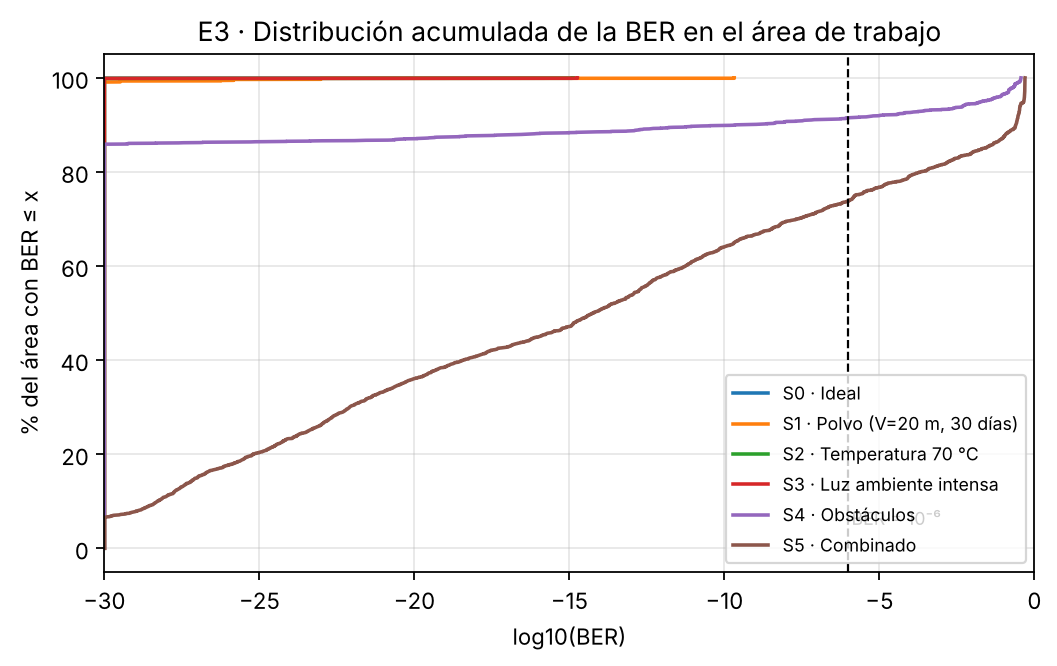 E3 · Distribución acumulada de la BER en el área de trabajo
% del área con BER ≤ x
100
80
60
40
20
0
S0 · Ideal
S1 · Polvo (V=20 m, 30 días)
S2 · Temperatura 70 °C
S3 · Luz ambiente intensa
S4 · Obstáculos
S5 · Combinado
−30
−25
−20
−15
−10
−5
0
log10(BER)